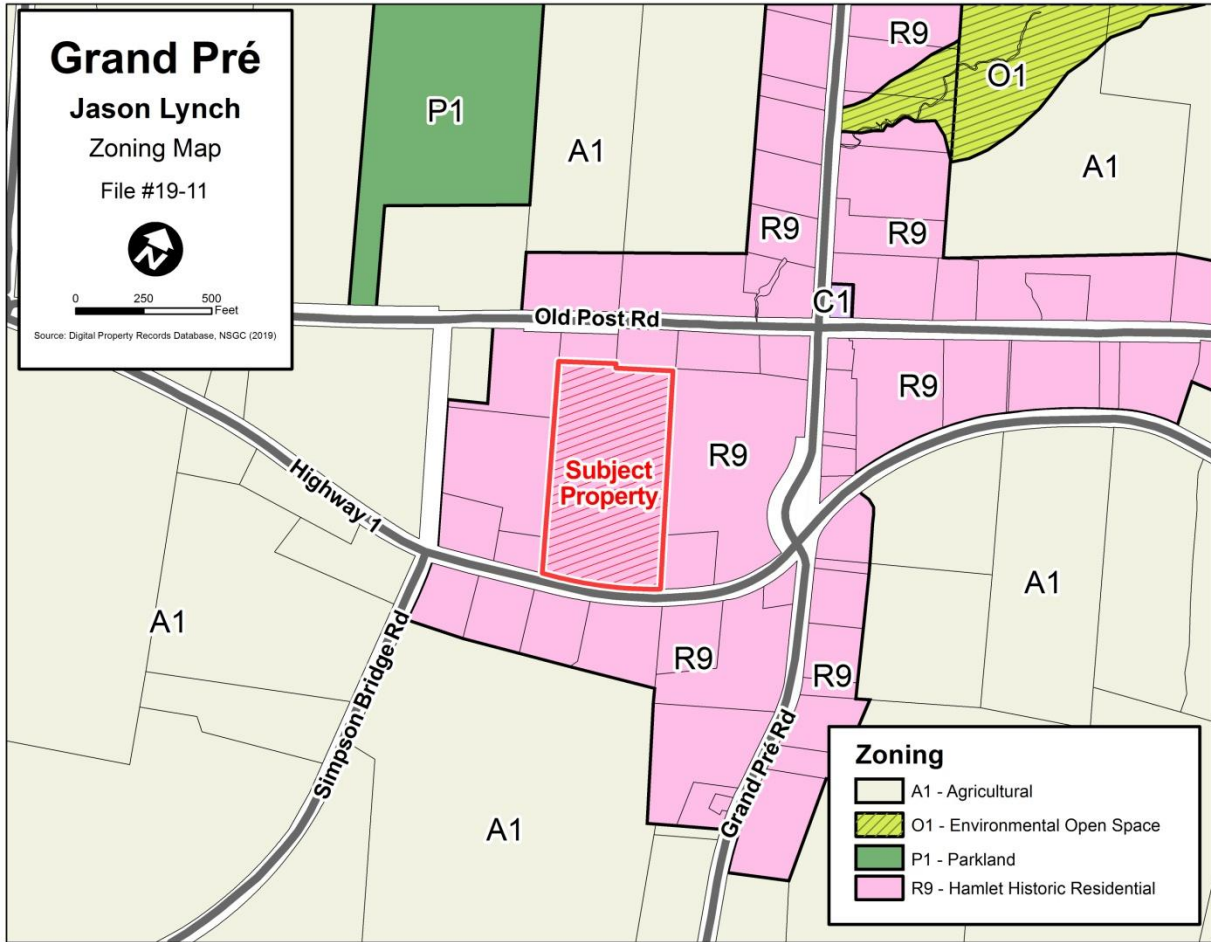 Grand Pré
Jason Lynch
Zoning Map
File #19-11
N
0 250 500
Feet
Source: Digital Property Records Database, NSGC (2019)
P1
A1
R9
O1
A1
R9
R9
C1
Old Post Rd
R9
R9
Subject
Property
Highway 1
A1
A1
Simpson Bridge Rd
R9
R9
Grand Pré Rd
A1
Zoning
A1 - Agricultural
O1 - Environmental Open Space
P1 - Parkland
R9 - Hamlet Historic Residential